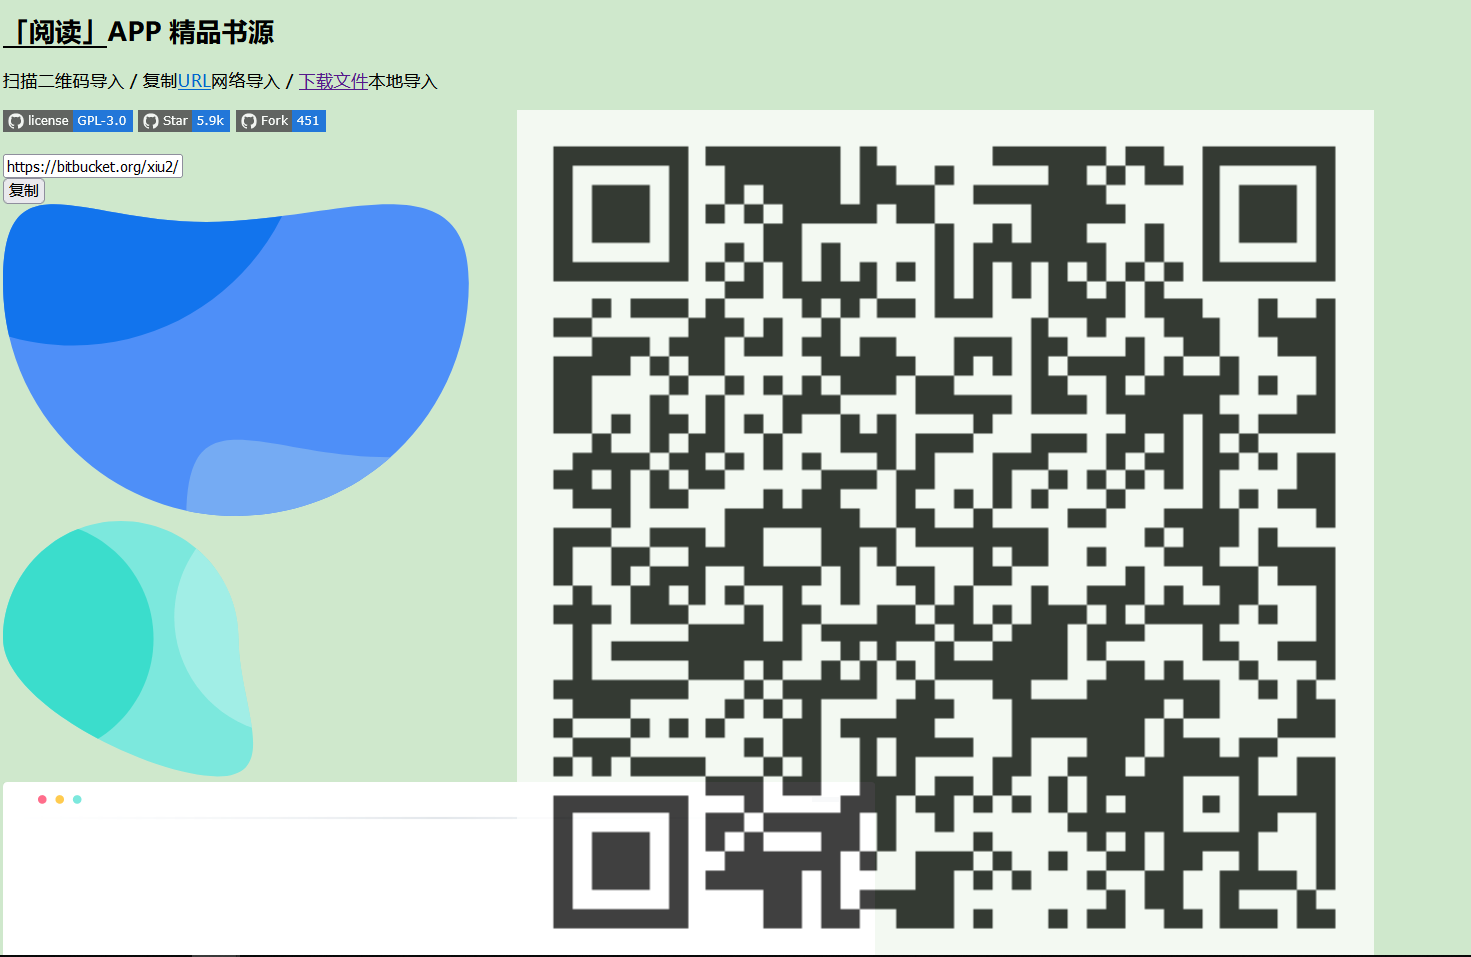 「阅读」APP 精品书源
扫描二维码导入 / 复制URL网络导入 / 下载文件本地导入
license GPL-3.0 Star 5.9k Fork 451
https://bitbucket.org/xiu2/
复制